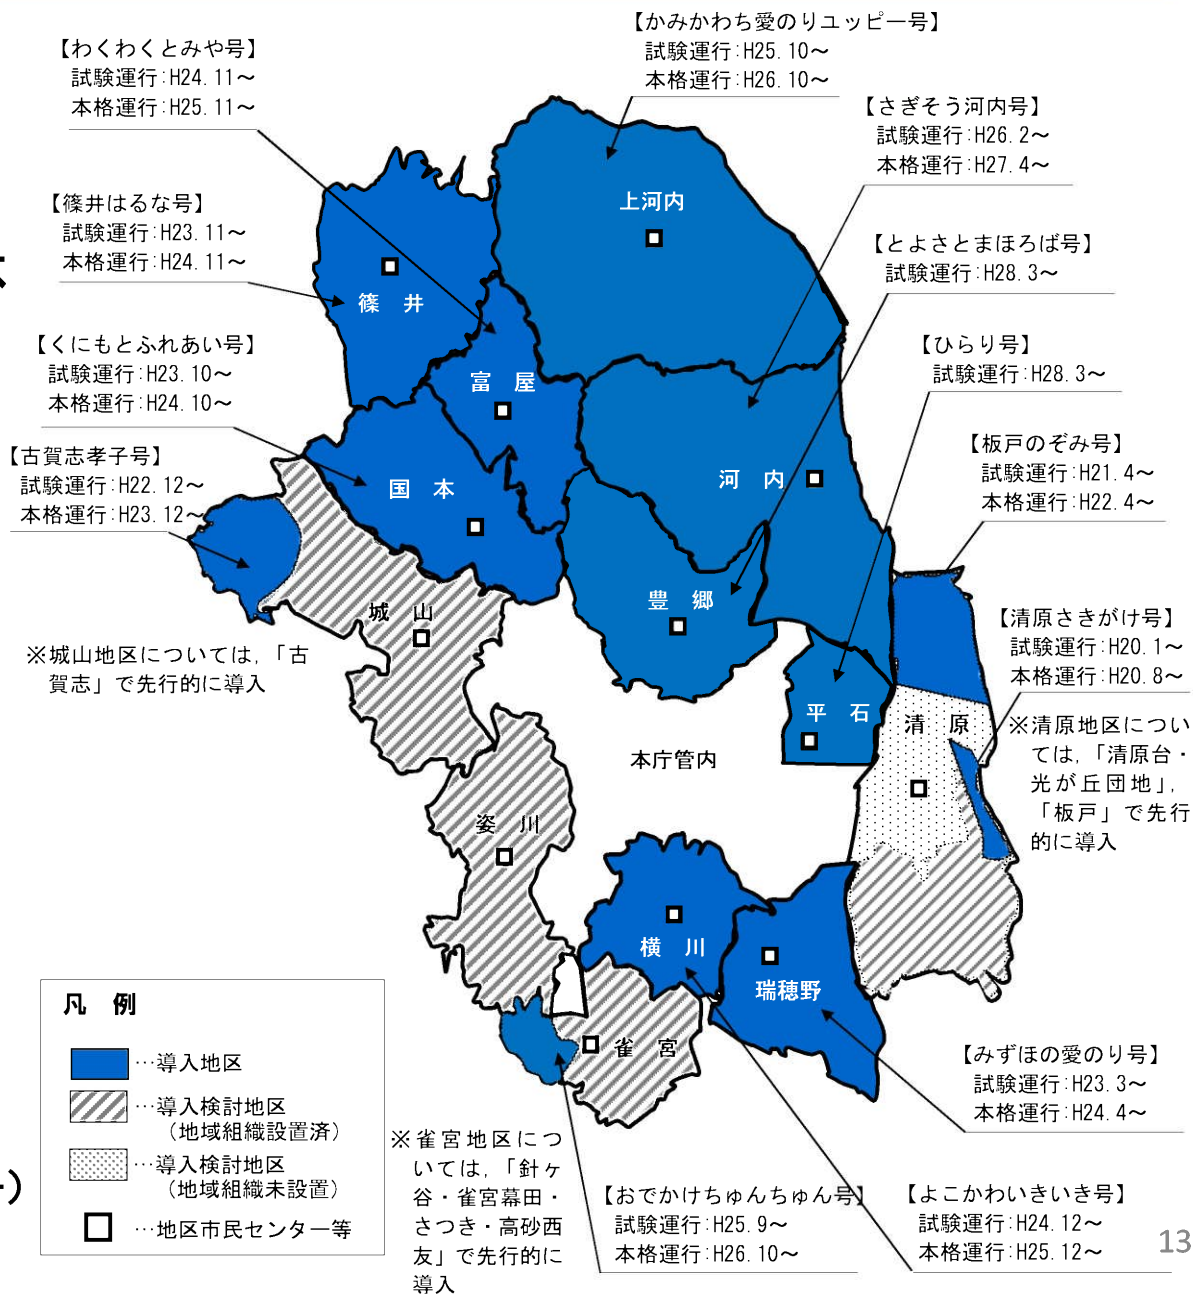 【わくわくとみや号】
試験運行:H24.11～
本格運行:H25.11～
【かみかわち愛のりユッピー号】
試験運行:H25.10～
本格運行:H26.10～
【さぎそう河内号】
試験運行:H26.2～
本格運行:H27.4～
【篠井はるな号】
試験運行:H23.11～
本格運行:H24.11～
【とよさとまほろば号】
試験運行:H28.3～
【くにもとふれあい号】
試験運行:H23.10～
本格運行:H24.10～
【ひらり号】
試験運行:H28.3～
【古賀志孝子号】
試験運行:H22.12～
本格運行:H23.12～
【板戸のぞみ号】
試験運行:H21.4～
本格運行:H22.4～
【清原さきがけ号】
試験運行:H20.1～
本格運行:H20.8～
※城山地区については,「古
賀志」で先行的に導入
※清原地区につい
ては,「清原台・
光が丘団地」,
「板戸」で先行
的に導入
上河内
篠 井
富 屋
国 本
河 内
豊 郷
城 山
平 石
清 原
本庁管内
姿 川
横 川
瑞穂野
雀 宮
凡 例
…導入地区
…導入検討地区
（地域組織設置済）
…導入検討地区
（地域組織未設置）
…地区市民センター等
※雀宮地区につ
いては,「針ヶ
谷・雀宮幕田・
さつき・高砂西
友」で先行的に
導入
【みずほの愛のり号】
試験運行:H23.3～
本格運行:H24.4～
【おでかけちゅんちゅん号】
試験運行:H25.9～
本格運行:H26.10～
【よこかわいきいき号】
試験運行:H24.12～
本格運行:H25.12～
13